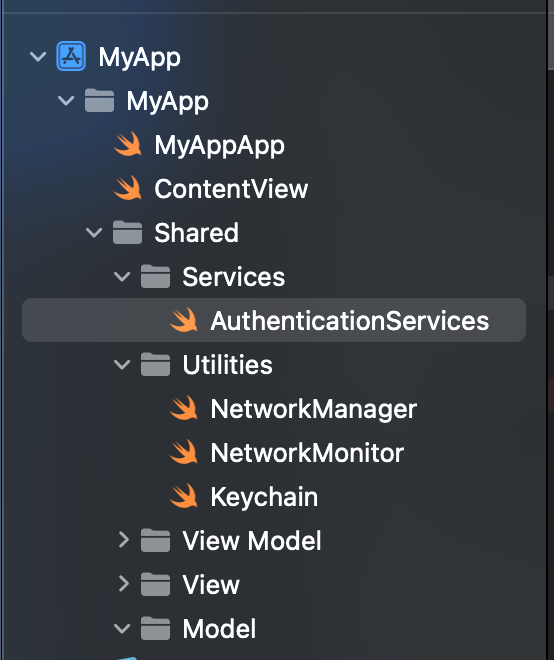 MyApp
MyApp
MyAppApp
ContentView
Shared
Services
AuthenticationServices
Utilities
NetworkManager
NetworkMonitor
Keychain
View Model
View
Model